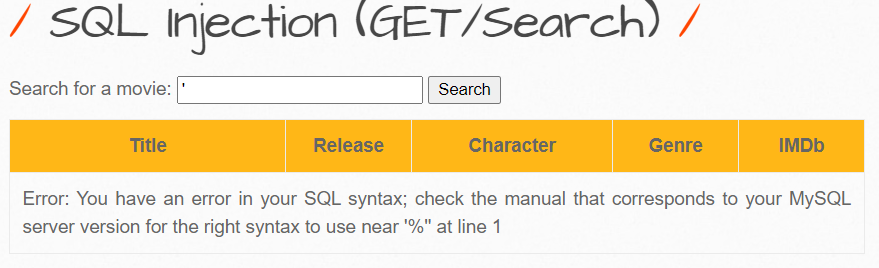 / SQL Injection (GET/Search) /
Search for a movie: ' Search
Title Release Character Genre IMDb
Error: You have an error in your SQL syntax; check the manual that corresponds to your MySQL
server version for the right syntax to use near '%'' at line 1